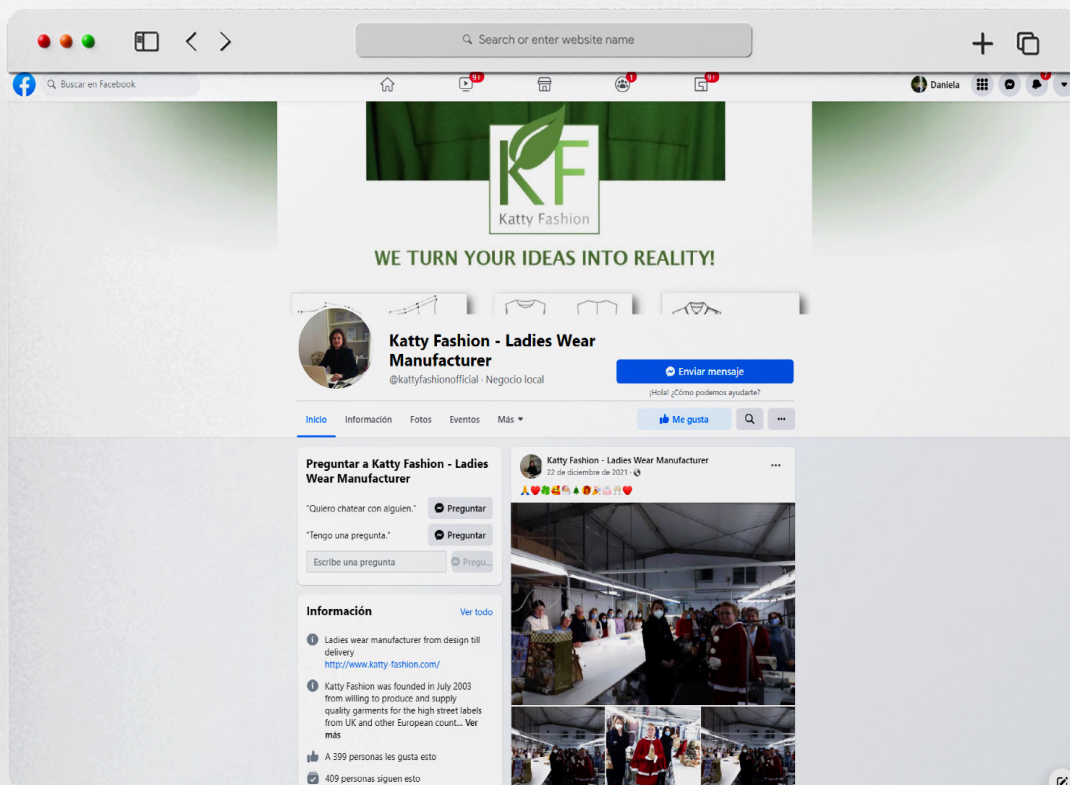 Search or enter website name
Buscar en Facebook
9+
1
9+
Daniela
7
KF
Katty Fashion
WE TURN YOUR IDEAS INTO REALITY!
Katty Fashion - Ladies Wear
Manufacturer
@kattyfashionofficial · Negocio local
Enviar mensaje
¡Hola! ¿Cómo podemos ayudarte?
Inicio
Información
Fotos
Eventos
Más
Me gusta
Preguntar a Katty Fashion - Ladies
Wear Manufacturer
"Quiero chatear con alguien."
Preguntar
"Tengo una pregunta."
Preguntar
Escribe una pregunta
Pregu...
Información
Ver todo
Ladies wear manufacturer from design till
delivery
http://www.katty-fashion.com/
Katty Fashion was founded in July 2003
from willing to produce and supply
quality garments for the high street labels
from UK and other European count... Ver
más
A 399 personas les gusta esto
409 personas siguen esto
Katty Fashion - Ladies Wear Manufacturer
22 de diciembre de 2021 ·